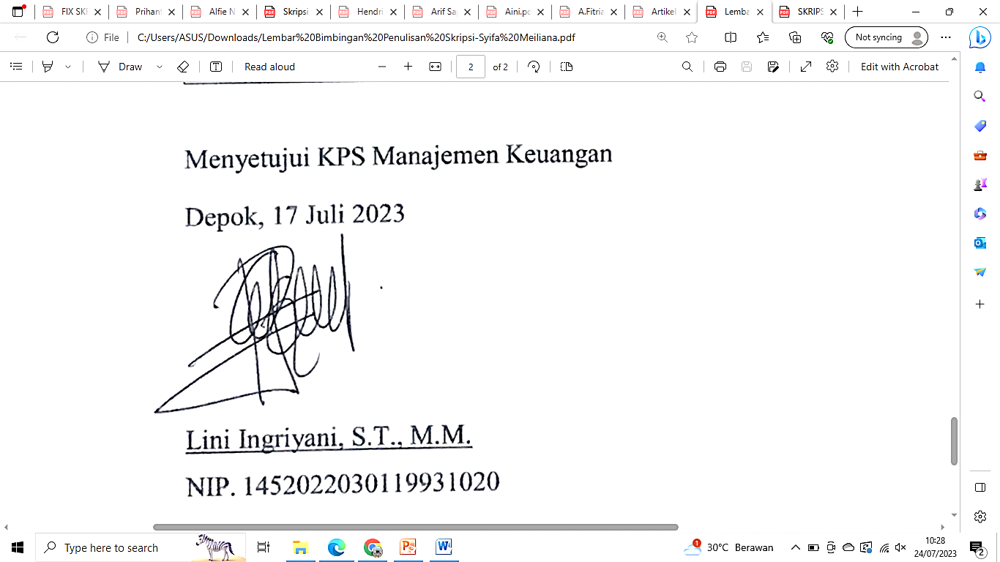 FIX SKI
Prihan
Alfie N
Skripsi
Hendri
Arif Sa
Aini.pc
A.Fitria
Artikel
Lemba
SKRIPS
File
C:/Users/ASUS/Downloads/Lembar%20Bimbingan%20Penulisan%20Skripsi-Syifa%20Meiliana.pdf
Not syncing
Draw
Read aloud
2
of 2
Edit with Acrobat
Menyetujui KPS Manajemen Keuangan
Depok, 17 Juli 2023
Lini Ingriyani, S.T., M.M.
NIP. 1452022030119931020
Type here to search
1
30°C Berawan
10:28
24/07/2023
2